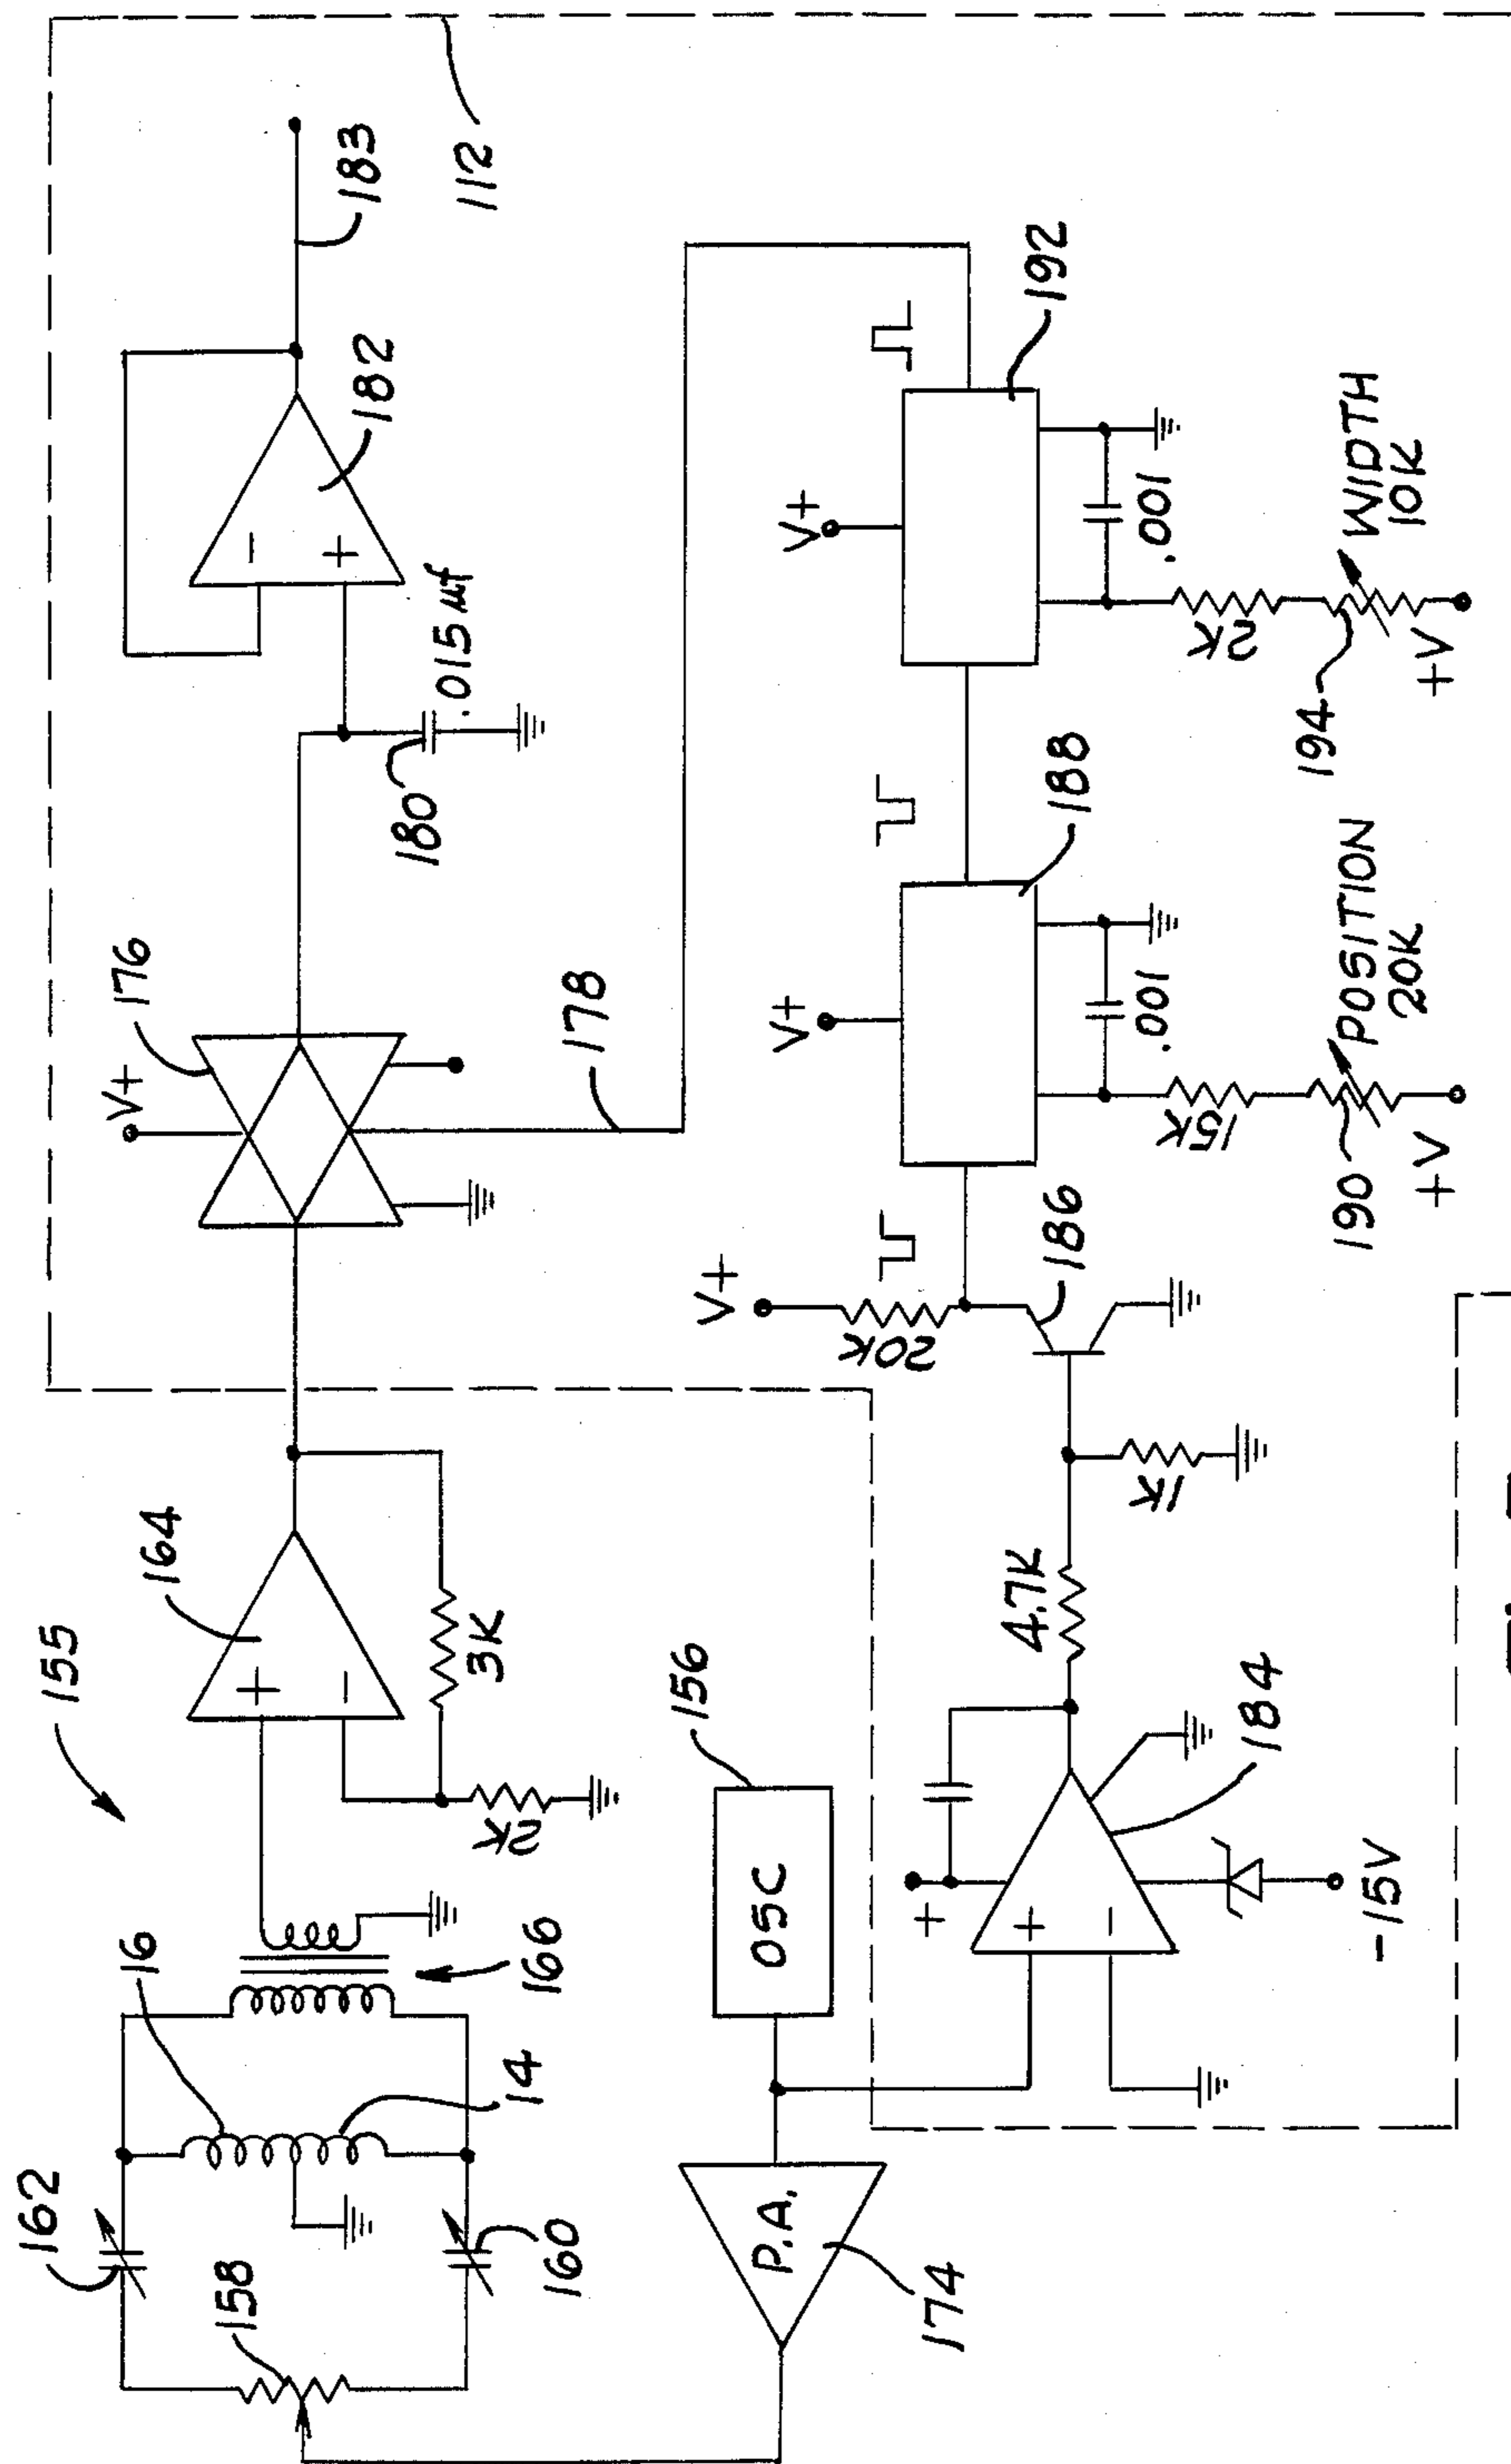 155
16
162
164
176
V+
183
182
112
158
14
166
160
3K
2K
180
.015 µf
178
156
OSC
P.A.
174
V+
20K
186
V+
188
V+
192
4.7K
1K
+
184
-15V
.001
15K
190
POSITION
20K
+V
.001
2K
194
WIDTH
10K
+V
+
-
-
+
+
-